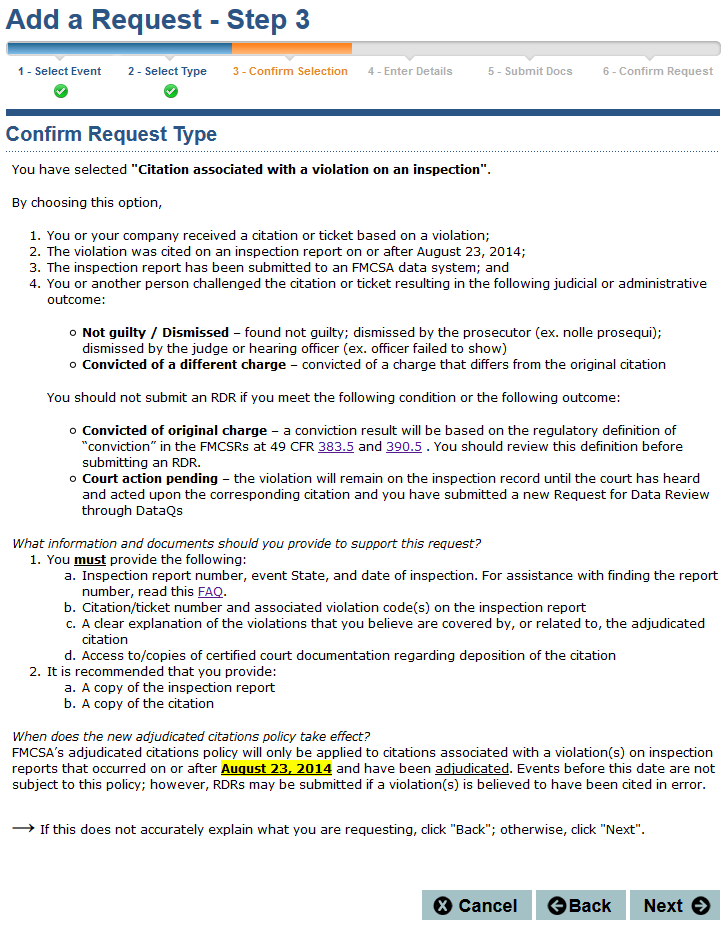 Add a Request - Step 3
1 - Select Event 2 - Select Type 3 - Confirm Selection 4 - Enter Details 5 - Submit Docs 6 - Confirm Request
Confirm Request Type
You have selected "Citation associated with a violation on an inspection".
By choosing this option,
1. You or your company received a citation or ticket based on a violation;
2. The violation was cited on an inspection report on or after August 23, 2014;
3. The inspection report has been submitted to an FMCSA data system; and
4. You or another person challenged the citation or ticket resulting in the following judicial or administrative
outcome:
Not guilty / Dismissed – found not guilty; dismissed by the prosecutor (ex. nolle prosequi);
dismissed by the judge or hearing officer (ex. officer failed to show)
Convicted of a different charge – convicted of a charge that differs from the original citation
You should not submit an RDR if you meet the following condition or the following outcome:
Convicted of original charge – a conviction result will be based on the regulatory definition of
“conviction” in the FMCSRs at 49 CFR 383.5 and 390.5 . You should review this definition before
submitting an RDR.
Court action pending – the violation will remain on the inspection record until the court has heard
and acted upon the corresponding citation and you have submitted a new Request for Data Review
through DataQs
What information and documents should you provide to support this request?
1. You must provide the following:
a. Inspection report number, event State, and date of inspection. For assistance with finding the report
number, read this FAQ.
b. Citation/ticket number and associated violation code(s) on the inspection report
c. A clear explanation of the violations that you believe are covered by, or related to, the adjudicated
citation
d. Access to/copies of certified court documentation regarding deposition of the citation
2. It is recommended that you provide:
a. A copy of the inspection report
b. A copy of the citation
When does the new adjudicated citations policy take effect?
FMCSA’s adjudicated citations policy will only be applied to citations associated with a violation(s) on inspection
reports that occurred on or after August 23, 2014 and have been adjudicated. Events before this date are not
subject to this policy; however, RDRs may be submitted if a violation(s) is believed to have been cited in error.
→ If this does not accurately explain what you are requesting, click "Back"; otherwise, click "Next".
Cancel Back Next